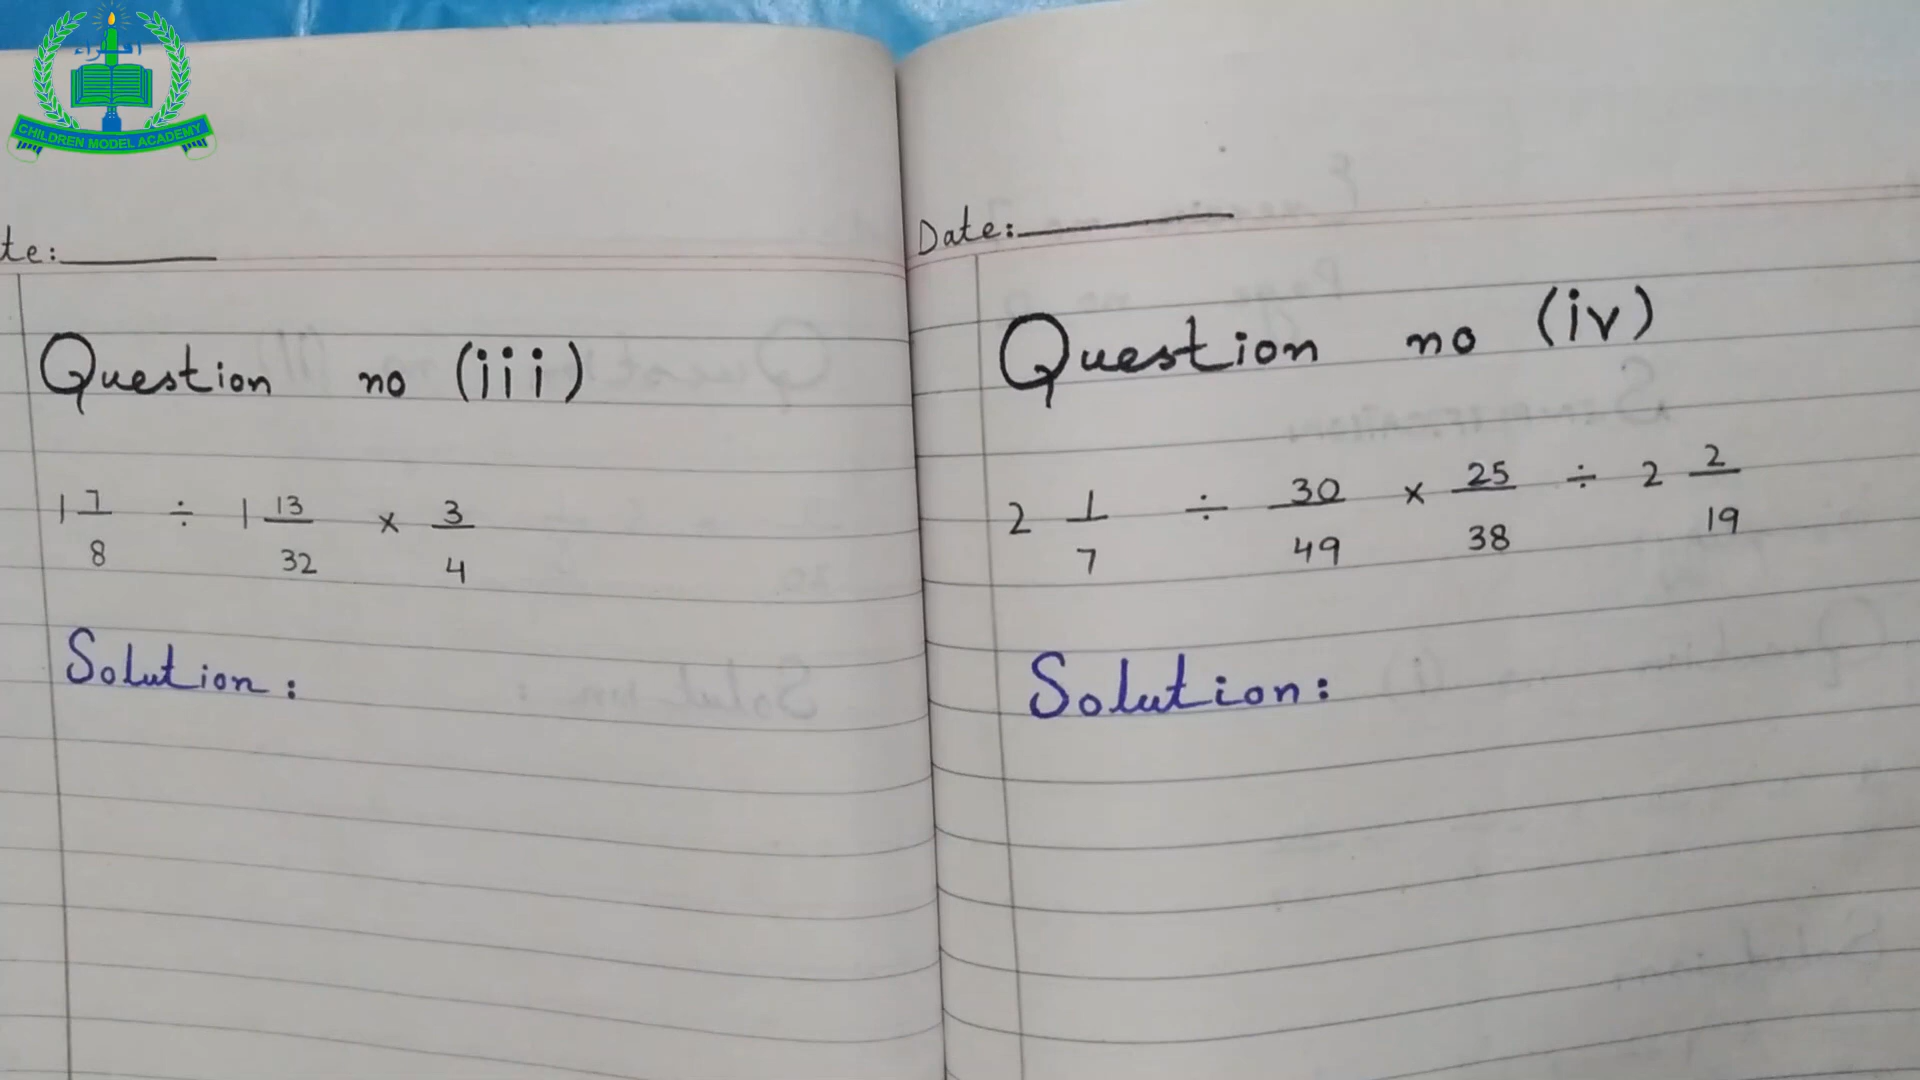 اقراء
CHILDREN MODEL ACADEMY
te:
Question no (iii)
1 7/8 ÷ 1 13/32 × 3/4
Solution:
Date:
Question no (iv)
2 1/7 ÷ 30/49 × 25/38 ÷ 2 2/19
Solution: